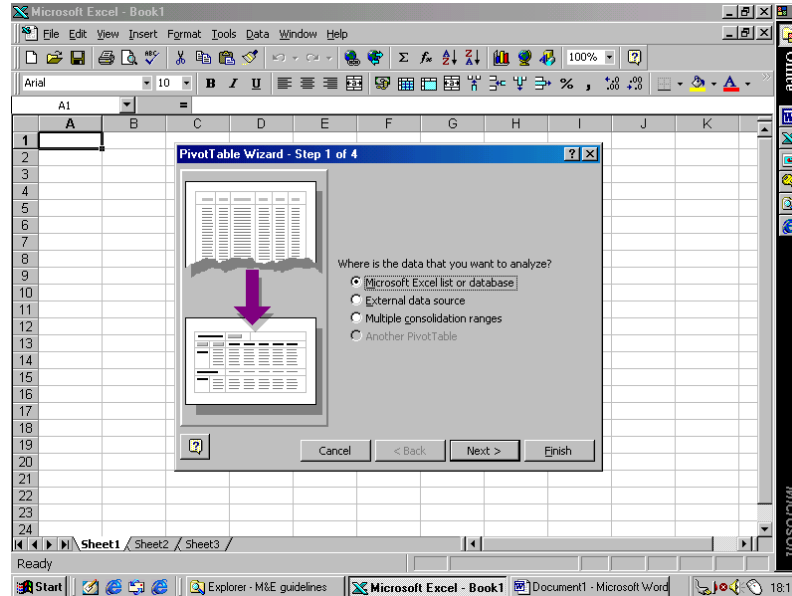 Microsoft Excel - Book1
File Edit View Insert Format Tools Data Window Help
100%
Arial 10 B I U % ,
A1 =
A B C D E F G H I J K
1
2
3
4
5
6
7
8
9
10
11
12
13
14
15
16
17
18
19
20
21
22
23
24
PivotTable Wizard - Step 1 of 4
Where is the data that you want to analyze?
Microsoft Excel list or database
External data source
Multiple consolidation ranges
Another PivotTable
Cancel < Back Next > Finish
Sheet1 Sheet2 Sheet3
Ready
Start Explorer - M&E guidelines Microsoft Excel - Book1 Document1 - Microsoft Word 18:1